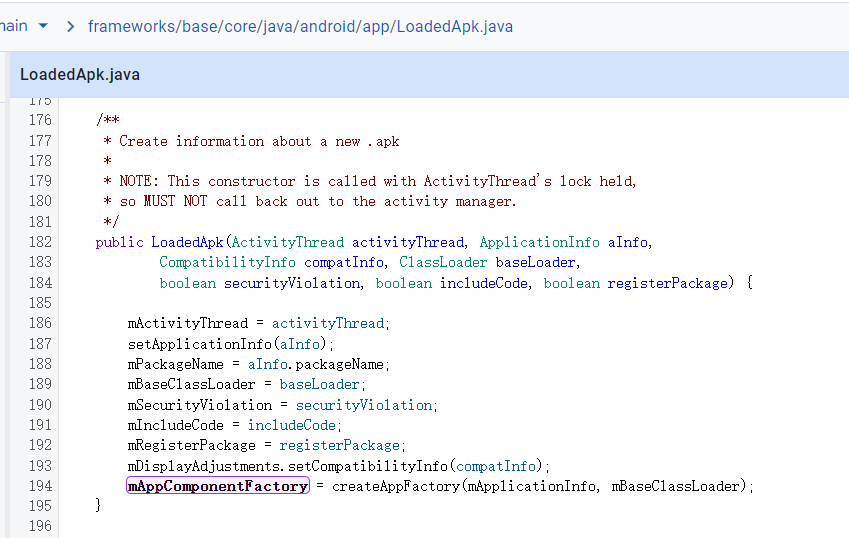 main
frameworks/base/core/java/android/app/LoadedApk.java
LoadedApk.java
175
176 /**
177 * Create information about a new .apk
178 *
179 * NOTE: This constructor is called with ActivityThread's lock held,
180 * so MUST NOT call back out to the activity manager.
181 */
182 public LoadedApk(ActivityThread activityThread, ApplicationInfo aInfo,
183 CompatibilityInfo compatInfo, ClassLoader baseLoader,
184 boolean securityViolation, boolean includeCode, boolean registerPackage) {
185
186 mActivityThread = activityThread;
187 setApplicationInfo(aInfo);
188 mPackageName = aInfo.packageName;
189 mBaseClassLoader = baseLoader;
190 mSecurityViolation = securityViolation;
191 mIncludeCode = includeCode;
192 mRegisterPackage = registerPackage;
193 mDisplayAdjustments.setCompatibilityInfo(compatInfo);
194 mAppComponentFactory = createAppFactory(mApplicationInfo, mBaseClassLoader);
195 }
196